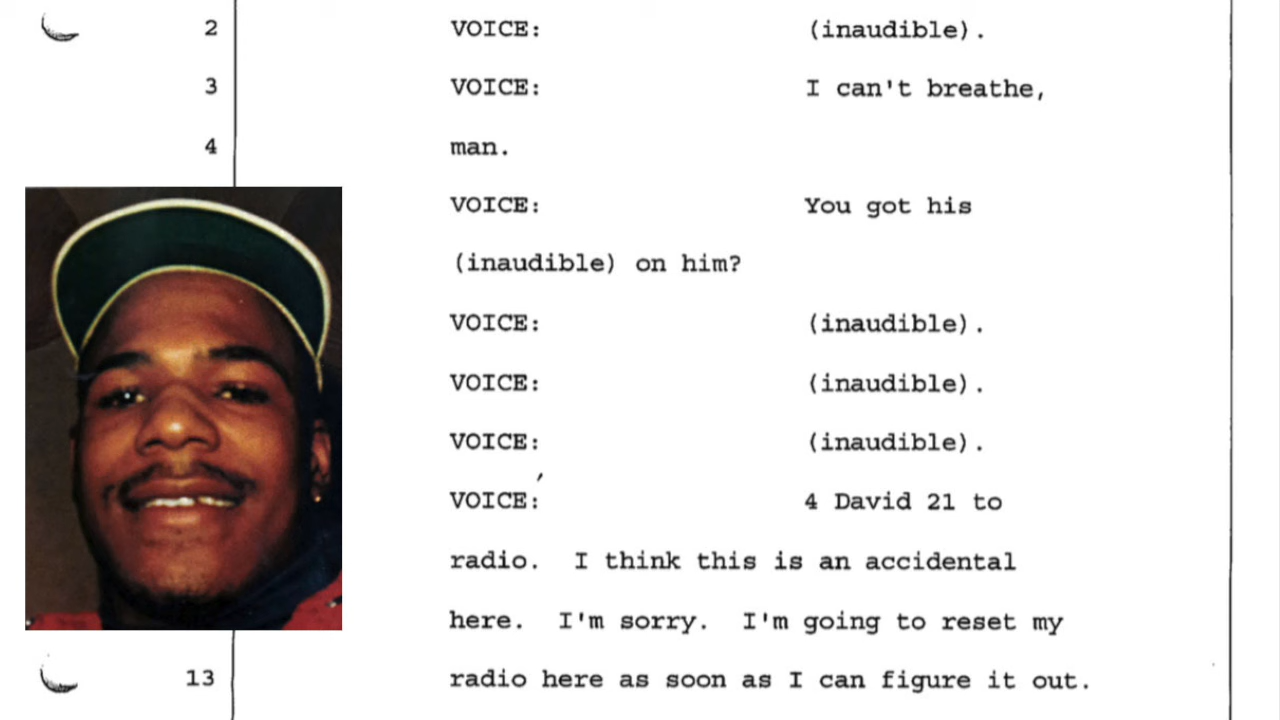 2 VOICE: (inaudible).
3 VOICE: I can't breathe,
4 man.
VOICE: You got his
(inaudible) on him?
VOICE: (inaudible).
VOICE: (inaudible).
VOICE: (inaudible).
VOICE: 4 David 21 to
radio. I think this is an accidental
here. I'm sorry. I'm going to reset my
13 radio here as soon as I can figure it out.